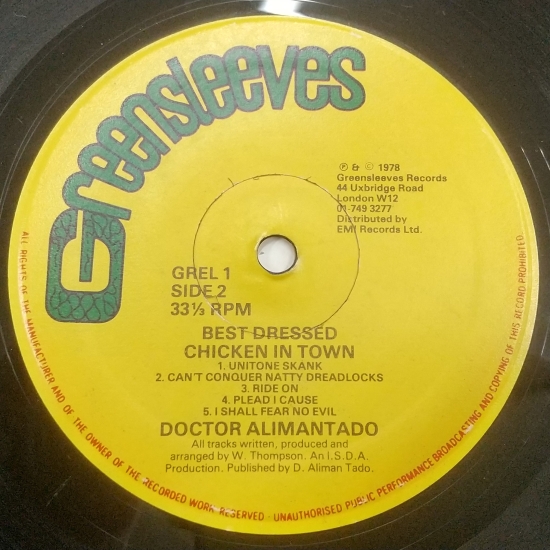 Greensleeves
℗ & © 1978
Greensleeves Records
44 Uxbridge Road
London W12
01 749 3277
Distributed by
EMI Records Ltd.
GREL 1
SIDE 2
33⅓ RPM
BEST DRESSED
CHICKEN IN TOWN
1. UNITONE SKANK
2. CAN'T CONQUER NATTY DREADLOCKS
3. RIDE ON
4. PLEAD I CAUSE
5. I SHALL FEAR NO EVIL
DOCTOR ALIMANTADO
All tracks written, produced and
arranged by W. Thompson. An I.S.D.A.
Production. Published by D. Aliman Tado.
ALL RIGHTS OF THE MANUFACTURER AND OF THE OWNER OF THE RECORDED WORK RESERVED - UNAUTHORISED PUBLIC PERFORMANCE BROADCASTING AND COPYING OF THIS RECORD PROHIBITED.